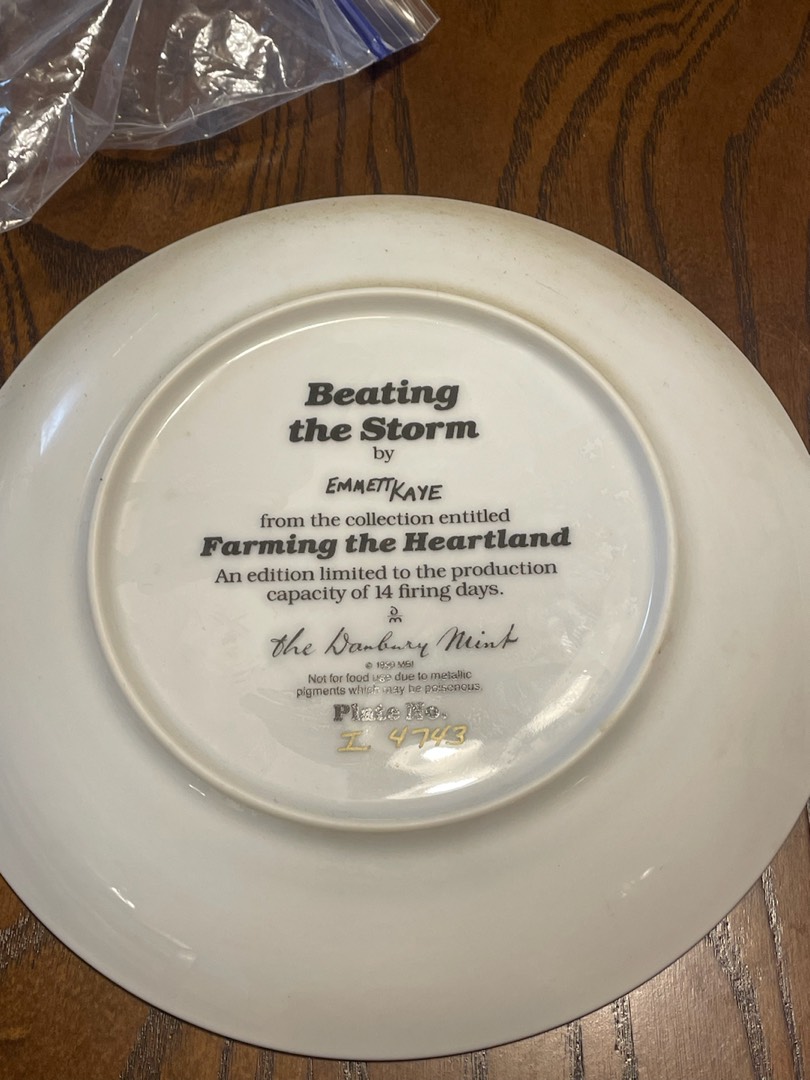 Beating
the Storm
by
EMMETT KAYE
from the collection entitled
Farming the Heartland
An edition limited to the production
capacity of 14 firing days.
the Danbury Mint
© MBI
Not for food use due to metallic
pigments which may be poisonous.
Plate No.
I 4743